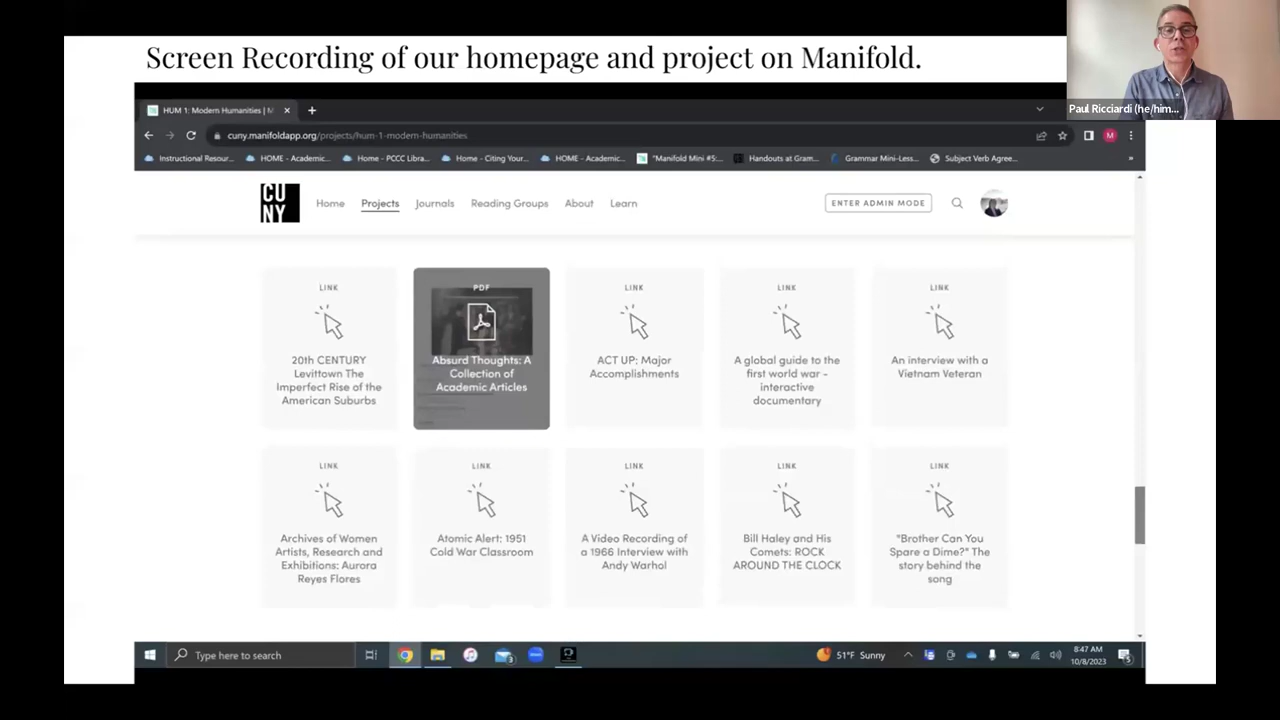 Screen Recording of our homepage and project on Manifold.
Paul Ricciardi (he/him...
HUM 1: Modern Humanities | M
cuny.manifoldapp.org/projects/hum-1-modern-humanities
M
Instructional Resour...
HOME - Academic...
Home - PCCC Libra...
Home - Citing Your...
HOME - Academic...
"Manifold Mini #5:...
Handouts at Gram...
Grammar Mini-Less...
Subject Verb Agree...
»
CU
NY
Home
Projects
Journals
Reading Groups
About
Learn
ENTER ADMIN MODE
LINK
20th CENTURY
Levittown The
Imperfect Rise of the
American Suburbs
PDF
Absurd Thoughts: A
Collection of
Academic Articles
LINK
ACT UP: Major
Accomplishments
LINK
A global guide to the
first world war -
interactive
documentary
LINK
An interview with a
Vietnam Veteran
LINK
Archives of Women
Artists, Research and
Exhibitions: Aurora
Reyes Flores
LINK
Atomic Alert: 1951
Cold War Classroom
LINK
A Video Recording of
a 1966 Interview with
Andy Warhol
LINK
Bill Haley and His
Comets: ROCK
AROUND THE CLOCK
LINK
"Brother Can You
Spare a Dime?" The
story behind the
song
Type here to search
3
51°F Sunny
8:47 AM
10/8/2023
5